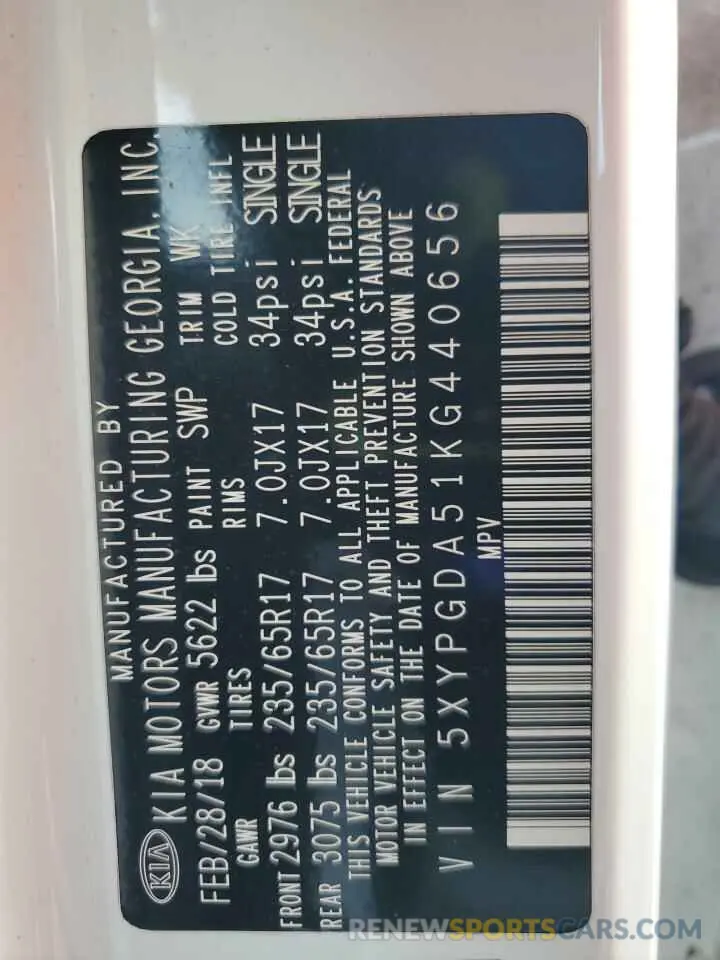 MANUFACTURED BY
KIA KIA MOTORS MANUFACTURING GEORGIA, INC.
FEB/28/18 GVWR 5622 lbs PAINT SWP TRIM WK
GAWR TIRES RIMS COLD TIRE INFL
FRONT 2976 lbs 235/65R17 7.0JX17 34psi SINGLE
REAR 3075 lbs 235/65R17 7.0JX17 34psi SINGLE
THIS VEHICLE CONFORMS TO ALL APPLICABLE U.S.A. FEDERAL
MOTOR VEHICLE SAFETY AND THEFT PREVENTION STANDARDS
IN EFFECT ON THE DATE OF MANUFACTURE SHOWN ABOVE
VIN 5XYPGDA51KG440656
MPV
RENEWSPORTSCARS.COM